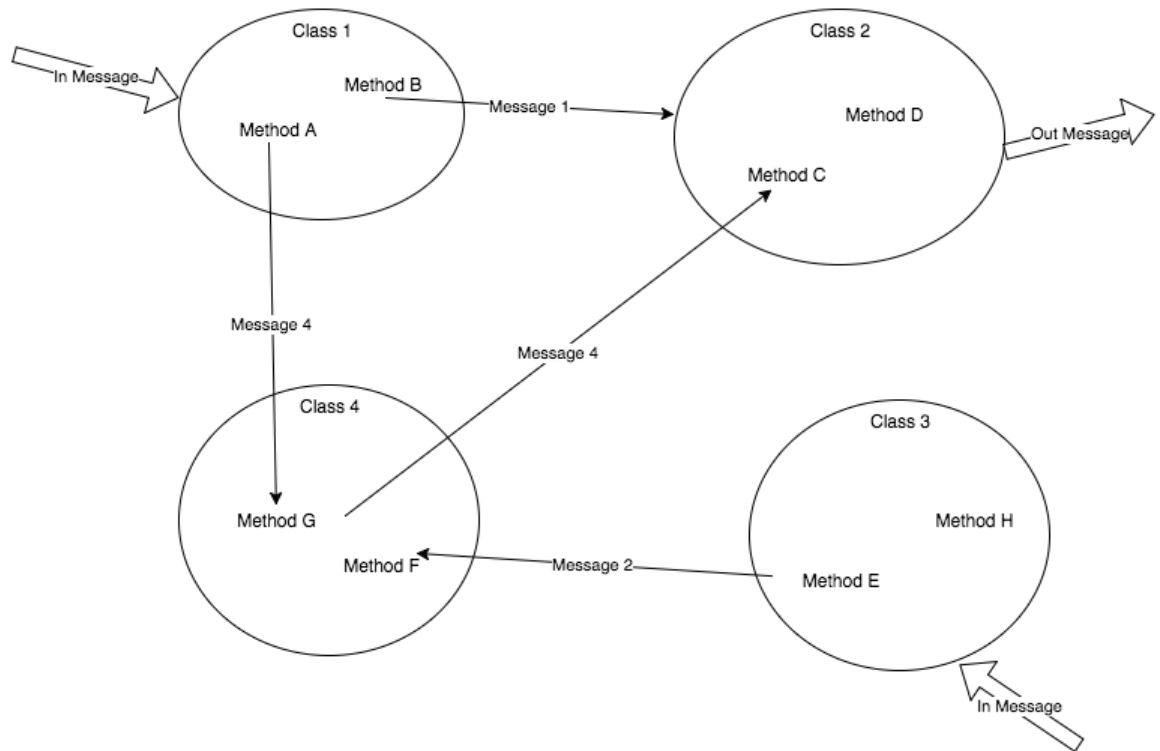 Class 1
Class 2
In Message
Method B
Message 1
Method D
Method A
Out Message
Method C
Message 4
Message 4
Class 4
Class 3
Method G
Method H
Method F
Message 2
Method E
In Message